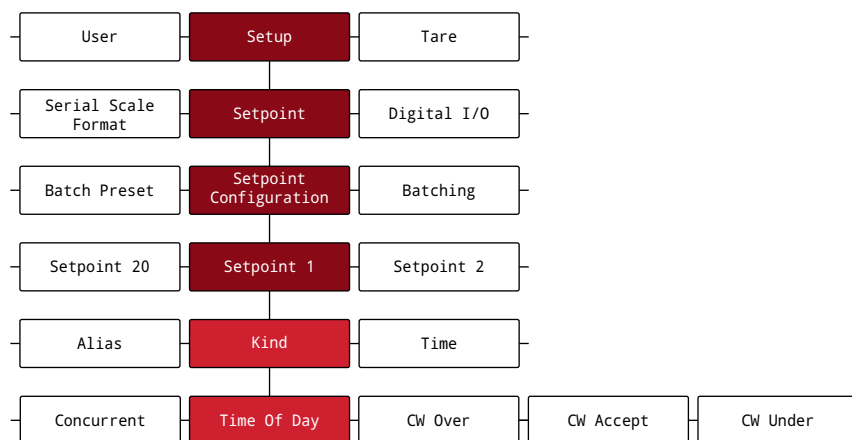 User Setup Tare
Serial Scale
Format
Setpoint Digital I/O
Batch Preset
Setpoint
Configuration
Batching
Setpoint 20 Setpoint 1 Setpoint 2
Alias Kind Time
Concurrent Time Of Day CW Over CW Accept CW Under